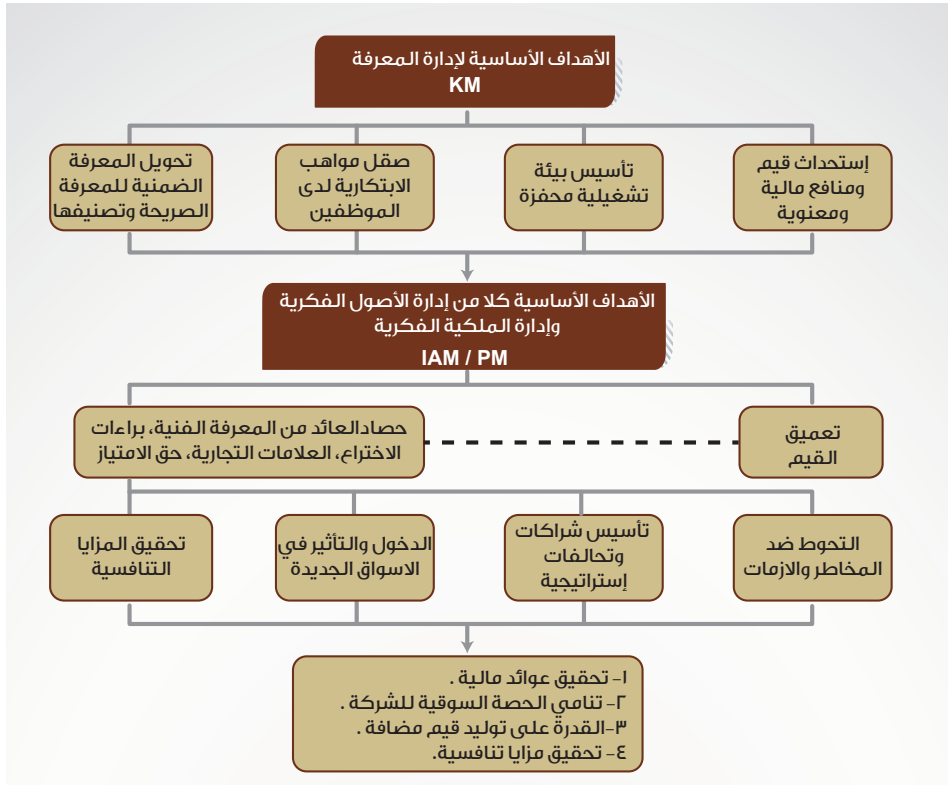 الأهداف الأساسية لإدارة المعرفة
KM
إستحداث قيم
ومنافع مالية
ومعنوية
تأسيس بيئة
تشغيلية محفزة
صقل مواهب
الابتكارية لدى
الموظفين
تحويل المعرفة
الضمنية للمعرفة
الصريحة وتصنيفها
الأهداف الأساسية كلا من إدارة الأصول الفكرية
وإدارة الملكية الفكرية
IAM / PM
تعميق
القيم
حصادالعائد من المعرفة الفنية، براءات
الاختراع، العلامات التجارية، حق الامتياز
التحوط ضد
المخاطر والازمات
تأسيس شراكات
وتحالفات
إستراتيجية
الدخول والتأثير في
الاسواق الجديدة
تحقيق المزايا
التنافسية
١- تحقيق عوائد مالية .
٢- تنامي الحصة السوقية للشركة .
٣-القدرة على توليد قيم مضافة .
٤- تحقيق مزايا تنافسية.